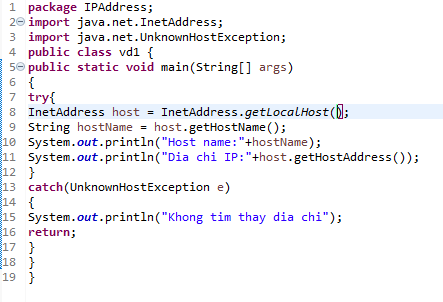 1 package IPAddress;
2 import java.net.InetAddress;
3 import java.net.UnknownHostException;
4 public class vd1 {
5 public static void main(String[] args)
6 {
7 try{
8 InetAddress host = InetAddress.getLocalHost();
9 String hostName = host.getHostName();
10 System.out.println("Host name:"+hostName);
11 System.out.println("Dia chi IP:"+host.getHostAddress());
12 }
13 catch(UnknownHostException e)
14 {
15 System.out.println("Khong tim thay dia chi");
16 return;
17 }
18 }
19 }